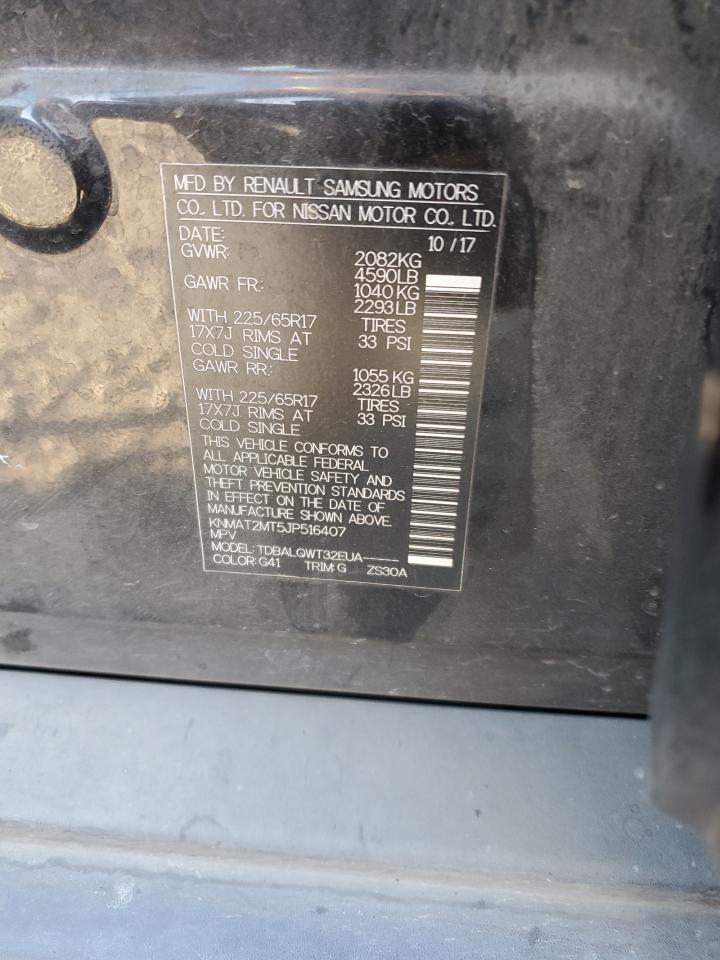 MFD BY RENAULT SAMSUNG MOTORS
CO., LTD. FOR NISSAN MOTOR CO., LTD.
DATE: 10 / 17
GVWR: 2082KG
4590LB
GAWR FR.: 1040KG
2293LB
WITH 225/65R17 TIRES
17X7J RIMS AT 33 PSI
COLD SINGLE
GAWR RR.: 1055KG
2326LB
WITH 225/65R17 TIRES
17X7J RIMS AT 33 PSI
COLD SINGLE
THIS VEHICLE CONFORMS TO
ALL APPLICABLE FEDERAL
MOTOR VEHICLE SAFETY AND
THEFT PREVENTION STANDARDS
IN EFFECT ON THE DATE OF
MANUFACTURE SHOWN ABOVE.
KNMAT2MT5JP516407
MPV
MODEL: TDBALQWT32EUA-----
COLOR: G41 TRIM: G ZS30A